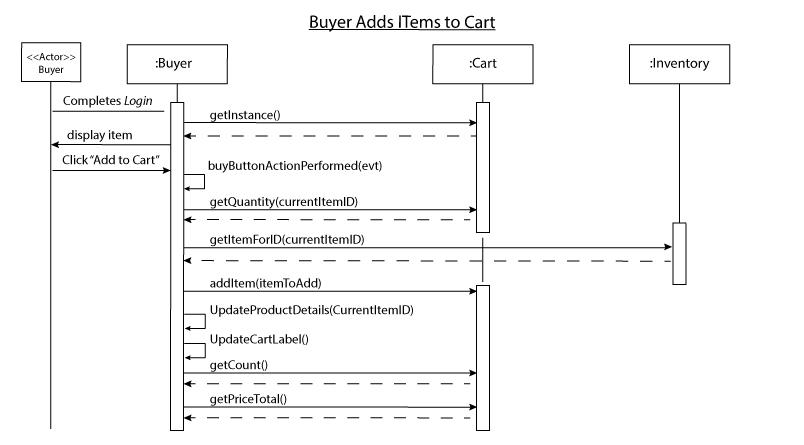 Buyer Adds ITems to Cart
<<Actor>>
Buyer
:Buyer
:Cart
:Inventory
Completes Login
getInstance()
display item
Click "Add to Cart"
buyButtonActionPerformed(evt)
getQuantity(currentItemID)
getItemForID(currentItemID)
addItem(itemToAdd)
UpdateProductDetails(CurrentItemID)
UpdateCartLabel()
getCount()
getPriceTotal()